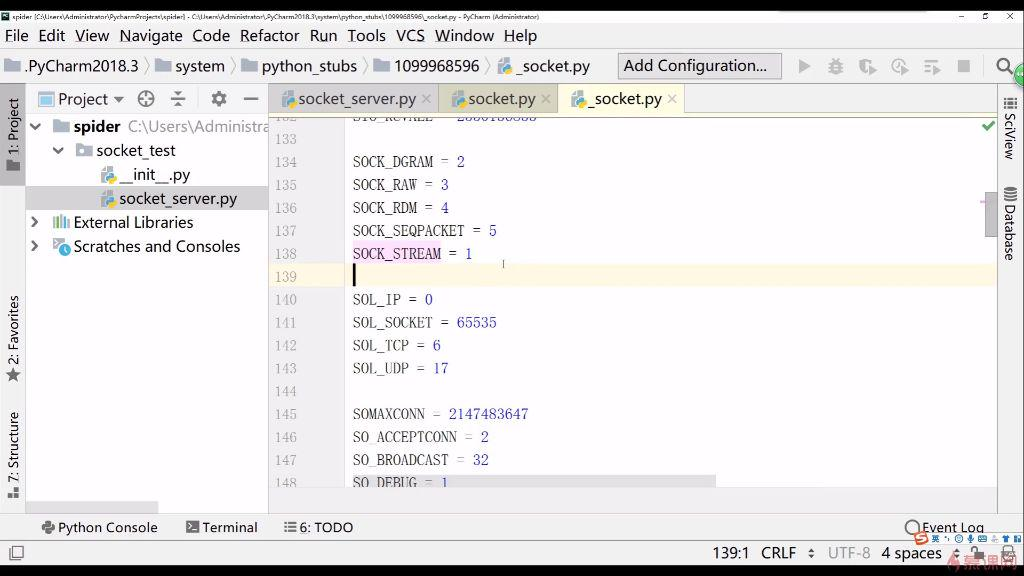 spider [C:\Users\Administrator\PycharmProjects\spider] - C:\Users\Administrator\.PyCharm2018.3\system\python_stubs\1099968596\_socket.py - PyCharm (Administrator)
File Edit View Navigate Code Refactor Run Tools VCS Window Help
.PyCharm2018.3 system python_stubs 1099968596 _socket.py Add Configuration...
Project socket_server.py socket.py _socket.py
1: Project
spider C:\Users\Administra
socket_test
__init__.py
socket_server.py
External Libraries
Scratches and Consoles
2: Favorites
7: Structure
133
134 SOCK_DGRAM = 2
135 SOCK_RAW = 3
136 SOCK_RDM = 4
137 SOCK_SEQPACKET = 5
138 SOCK_STREAM = 1
139
140 SOL_IP = 0
141 SOL_SOCKET = 65535
142 SOL_TCP = 6
143 SOL_UDP = 17
144
145 SOMAXCONN = 2147483647
146 SO_ACCEPTCONN = 2
147 SO_BROADCAST = 32
148 SO_DEBUG = 1
SciView
Database
Python Console Terminal 6: TODO Event Log
英
139:1 CRLF UTF-8 4 spaces
慕课网